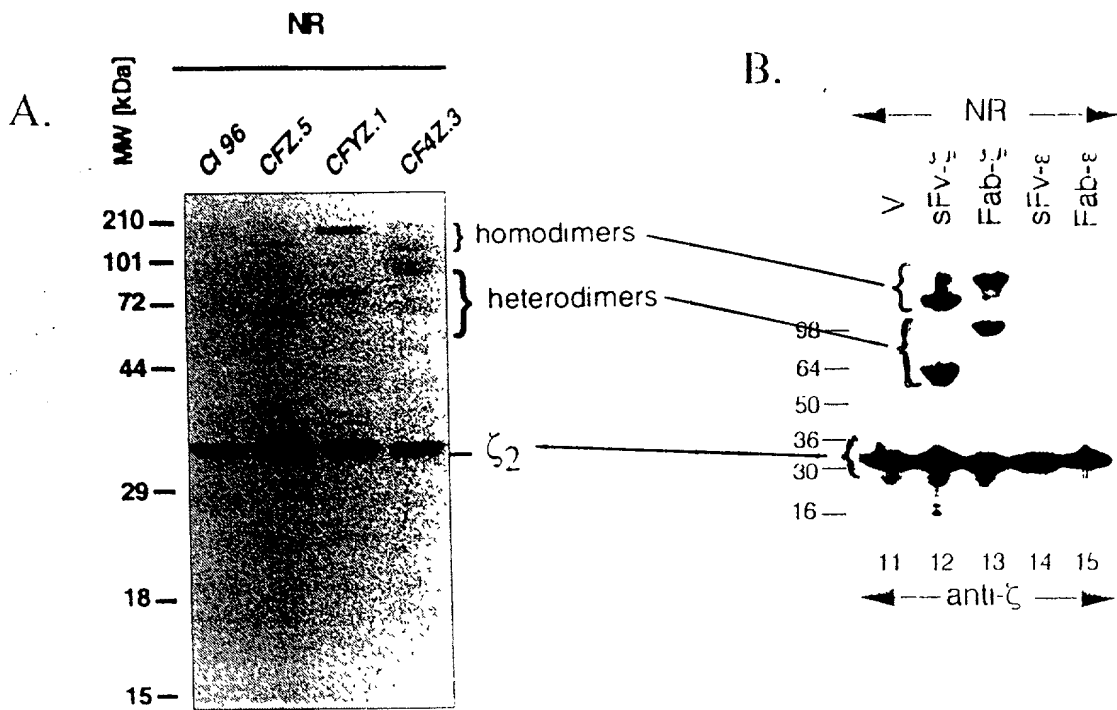 A.
NR
MW [kDa]
CI 96
CFZ.5
CFYZ.1
CF4Z.3
210
101
72
44
29
18
15
homodimers
heterodimers
ζ2
B.
NR
V
sFv-ζ
Fab-ζ
sFv-ε
Fab-ε
98
64
50
36
30
16
11 12 13 14 15
anti-ζ